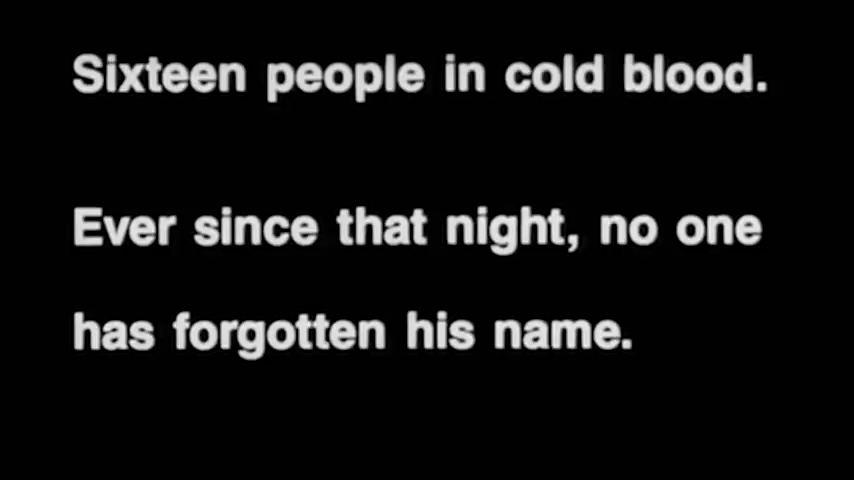 Sixteen people in cold blood.
Ever since that night, no one
has forgotten his name.